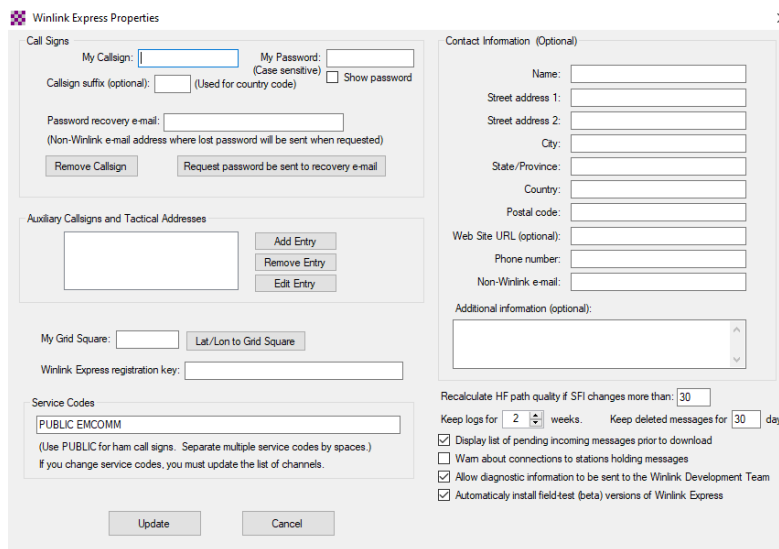 Winlink Express Properties
Call Signs
My Callsign:
My Password:
(Case sensitive)
Show password
Callsign suffix (optional):
(Used for country code)
Password recovery e-mail:
(Non-Winlink e-mail address where lost password will be sent when requested)
Remove Callsign
Request password be sent to recovery e-mail
Auxiliary Callsigns and Tactical Addresses
Add Entry
Remove Entry
Edit Entry
My Grid Square:
Lat/Lon to Grid Square
Winlink Express registration key:
Service Codes
PUBLIC EMCOMM
(Use PUBLIC for ham call signs. Separate multiple service codes by spaces.)
If you change service codes, you must update the list of channels.
Update
Cancel
Contact Information (Optional)
Name:
Street address 1:
Street address 2:
City:
State/Province:
Country:
Postal code:
Web Site URL (optional):
Phone number:
Non-Winlink e-mail:
Additional information (optional):
Recalculate HF path quality if SFI changes more than: 30
Keep logs for 2 weeks. Keep deleted messages for 30 day
Display list of pending incoming messages prior to download
Warn about connections to stations holding messages
Allow diagnostic information to be sent to the Winlink Development Team
Automaticaly install field-test (beta) versions of Winlink Express